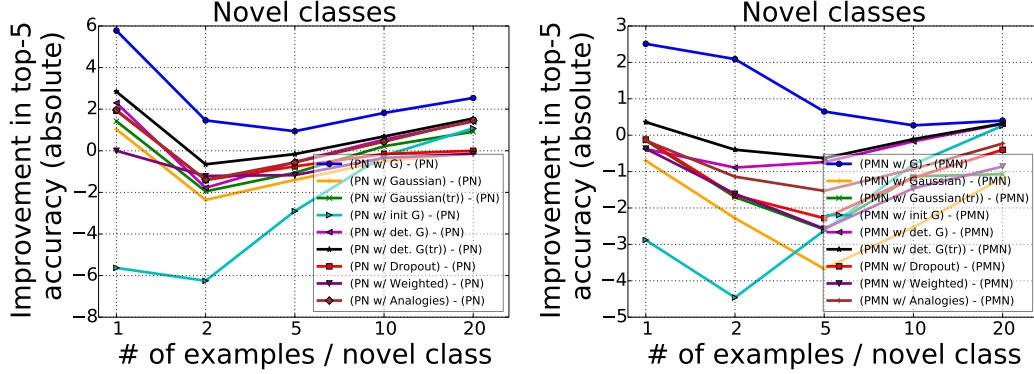 Novel classes
Improvement in top-5
accuracy (absolute)
6
4
2
0
−2
−4
−6
−8
1
2
5
10
20
# of examples / novel class
(PN w/ G) - (PN)
(PN w/ Gaussian) - (PN)
(PN w/ Gaussian(tr)) - (PN)
(PN w/ init G) - (PN)
(PN w/ det. G) - (PN)
(PN w/ det. G(tr)) - (PN)
(PN w/ Dropout) - (PN)
(PN w/ Weighted) - (PN)
(PN w/ Analogies) - (PN)
Novel classes
Improvement in top-5
accuracy (absolute)
3
2
1
0
−1
−2
−3
−4
−5
1
2
5
10
20
# of examples / novel class
(PMN w/ G) - (PMN)
(PMN w/ Gaussian) - (PMN)
(PMN w/ Gaussian(tr)) - (PMN)
(PMN w/ init G) - (PMN)
(PMN w/ det. G) - (PMN)
(PMN w/ det. G(tr)) - (PMN)
(PMN w/ Dropout) - (PMN)
(PMN w/ Weighted) - (PMN)
(PMN w/ Analogies) - (PMN)